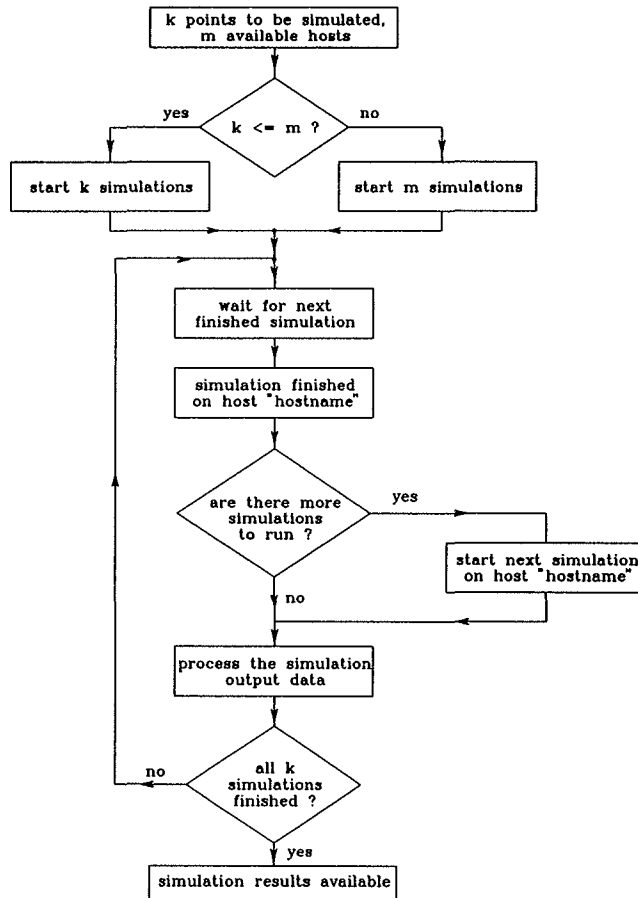 k points to be simulated,
m available hosts
yes
k <= m ?
no
start k simulations
start m simulations
wait for next
finished simulation
simulation finished
on host "hostname"
are there more
simulations
to run ?
yes
start next simulation
on host "hostname"
no
process the simulation
output data
no
all k
simulations
finished ?
yes
simulation results available